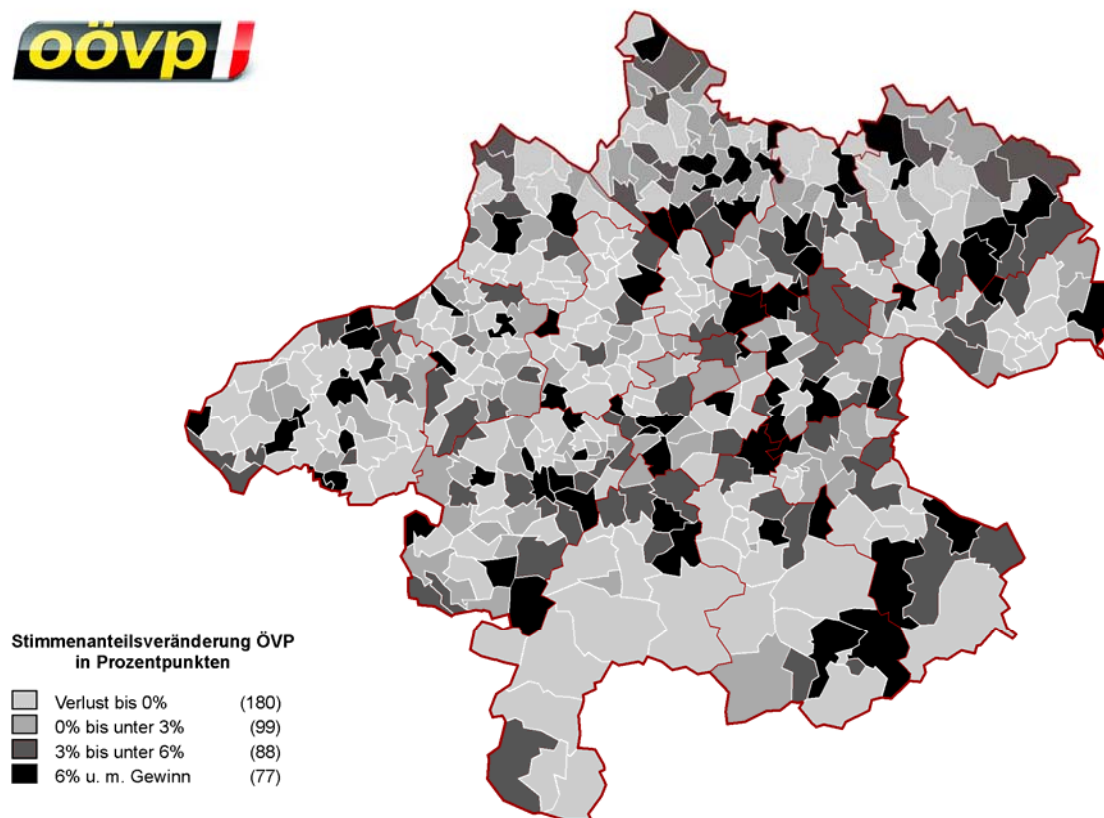 oövp
Stimmenanteilsveränderung ÖVP
in Prozentpunkten
Verlust bis 0% (180)
0% bis unter 3% (99)
3% bis unter 6% (88)
6% u. m. Gewinn (77)